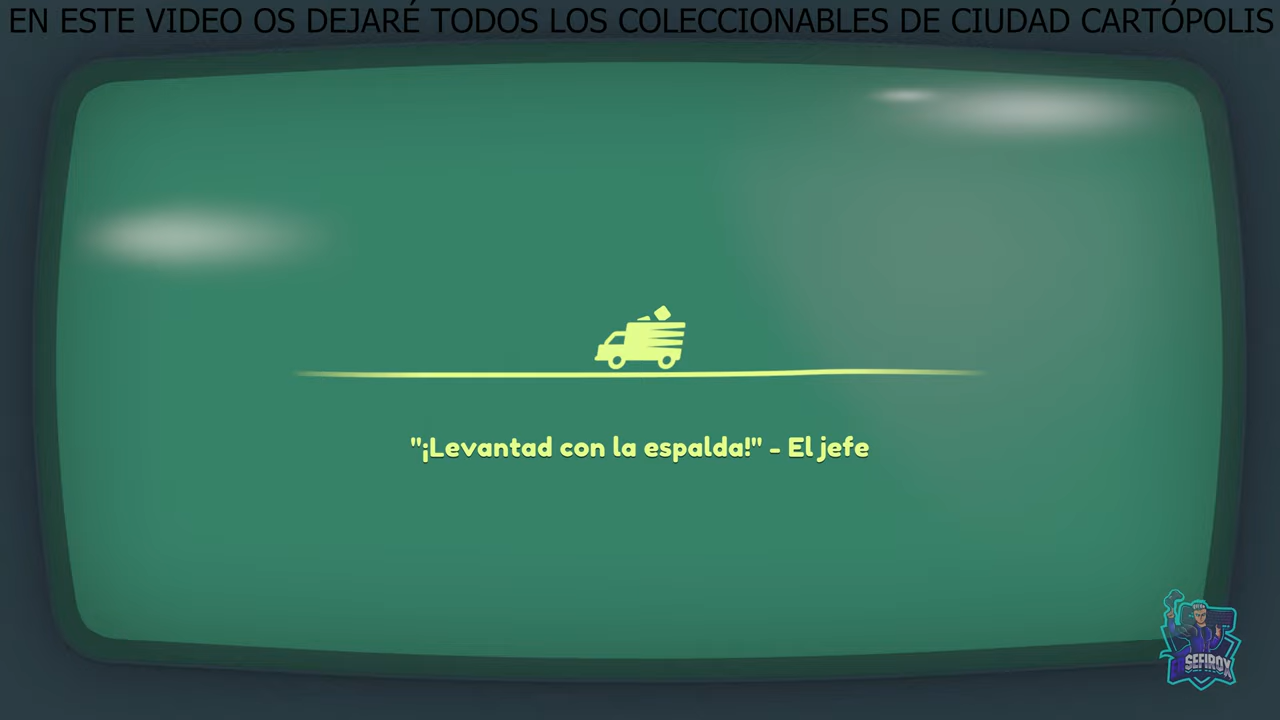 EN ESTE VIDEO OS DEJARÉ TODOS LOS COLECCIONABLES DE CIUDAD CARTÓPOLIS
"¡Levantad con la espalda!" - El jefe
SEFIROX